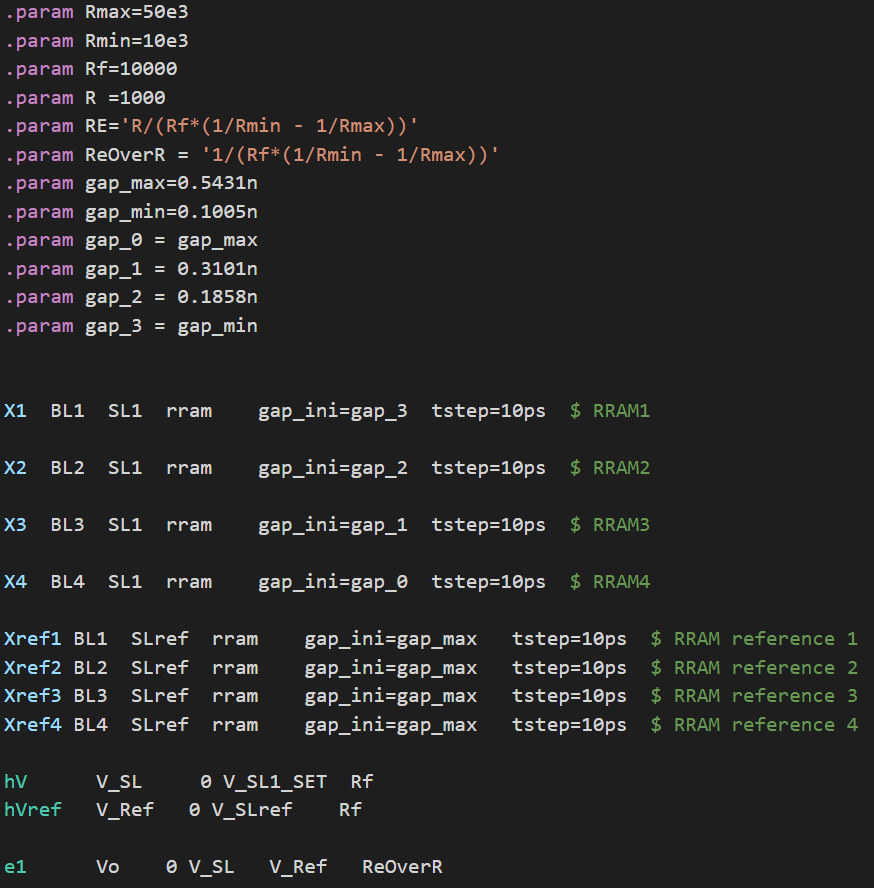 .param Rmax=50e3
.param Rmin=10e3
.param Rf=10000
.param R =1000
.param RE='R/(Rf*(1/Rmin - 1/Rmax))'
.param ReOverR = '1/(Rf*(1/Rmin - 1/Rmax))'
.param gap_max=0.5431n
.param gap_min=0.1005n
.param gap_0 = gap_max
.param gap_1 = 0.3101n
.param gap_2 = 0.1858n
.param gap_3 = gap_min
X1  BL1  SL1  rram    gap_ini=gap_3  tstep=10ps  $ RRAM1
X2  BL2  SL1  rram    gap_ini=gap_2  tstep=10ps  $ RRAM2
X3  BL3  SL1  rram    gap_ini=gap_1  tstep=10ps  $ RRAM3
X4  BL4  SL1  rram    gap_ini=gap_0  tstep=10ps  $ RRAM4
Xref1 BL1  SLref  rram    gap_ini=gap_max   tstep=10ps  $ RRAM reference 1
Xref2 BL2  SLref  rram    gap_ini=gap_max   tstep=10ps  $ RRAM reference 2
Xref3 BL3  SLref  rram    gap_ini=gap_max   tstep=10ps  $ RRAM reference 3
Xref4 BL4  SLref  rram    gap_ini=gap_max   tstep=10ps  $ RRAM reference 4
hV      V_SL     0 V_SL1_SET  Rf
hVref   V_Ref   0 V_SLref    Rf
e1      Vo    0 V_SL   V_Ref   ReOverR